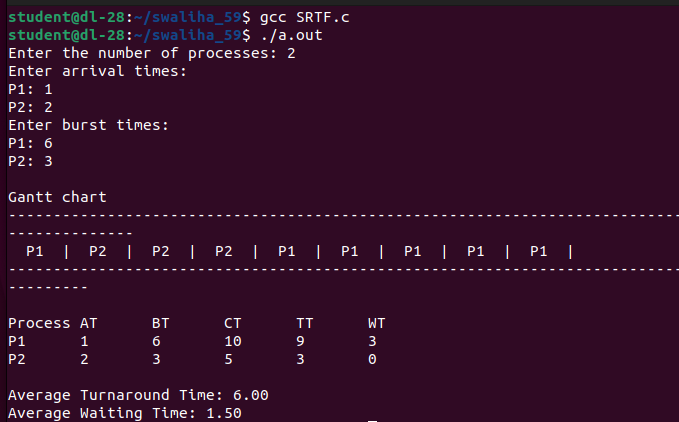 student@dl-28:~/swaliha_59$ gcc SRTF.c
student@dl-28:~/swaliha_59$ ./a.out
Enter the number of processes: 2
Enter arrival times:
P1: 1
P2: 2
Enter burst times:
P1: 6
P2: 3
Gantt chart
---------------------------------------------------------------------------
--------------
P1 | P2 | P2 | P2 | P1 | P1 | P1 | P1 | P1 |
---------------------------------------------------------------------------
---------
Process AT BT CT TT WT
P1 1 6 10 9 3
P2 2 3 5 3 0
Average Turnaround Time: 6.00
Average Waiting Time: 1.50